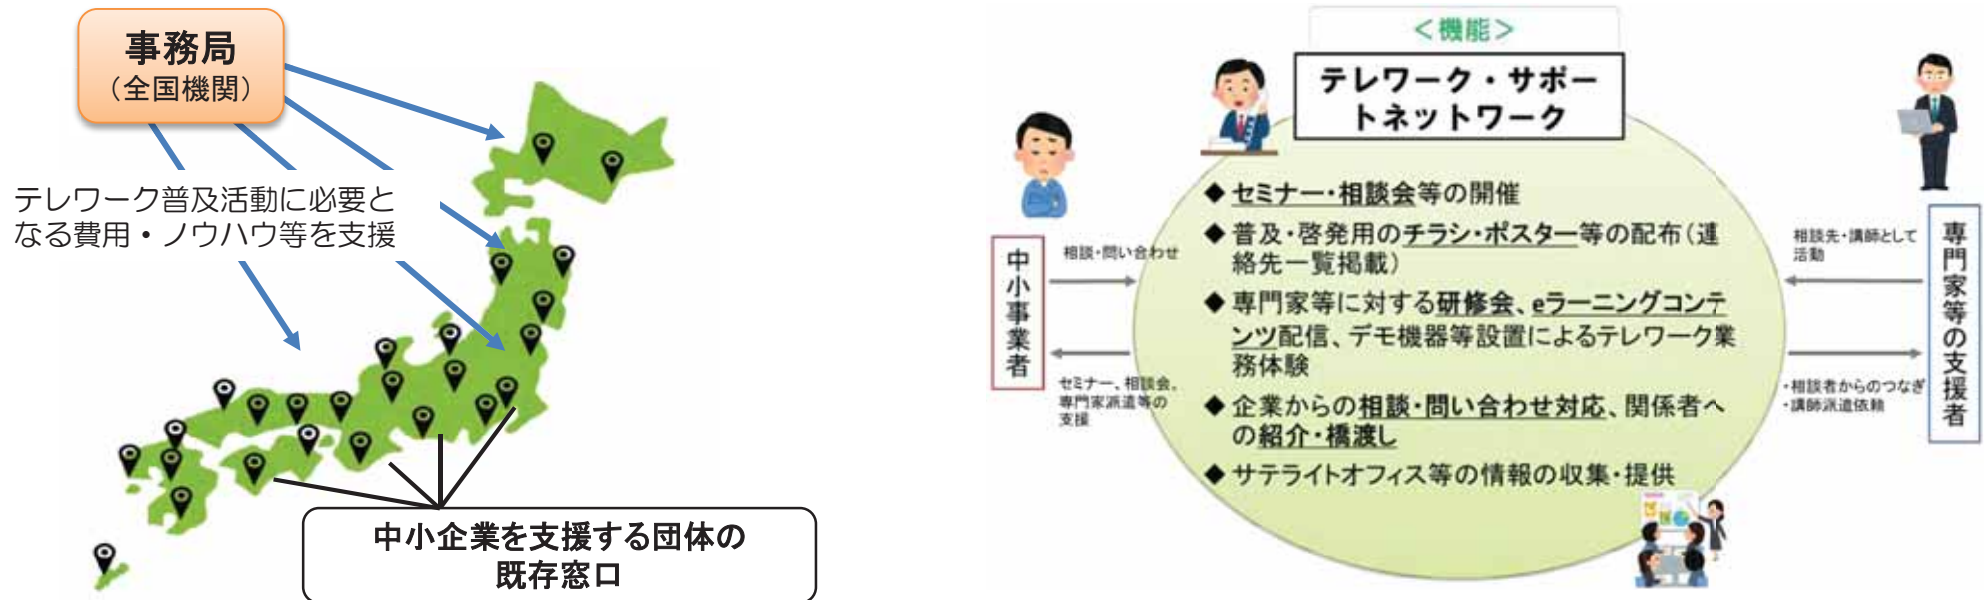 事務局
（全国機関）
テレワーク普及活動に必要と
なる費用・ノウハウ等を支援
中小企業を支援する団体の
既存窓口
＜機能＞
テレワーク・サポー
トネットワーク
中小事業者
相談・問い合わせ
セミナー、相談会、
専門家派遣等の
支援
◆ セミナー・相談会等の開催
◆ 普及・啓発用のチラシ・ポスター等の配布（連
絡先一覧掲載）
◆ 専門家等に対する研修会、eラーニングコンテ
ンツ配信、デモ機器等設置によるテレワーク業
務体験
◆ 企業からの相談・問い合わせ対応、関係者へ
の紹介・橋渡し
◆ サテライトオフィス等の情報の収集・提供
相談先・講師として
活動
・相談者からのつなぎ
・講師派遣依頼
専門家等の支援者